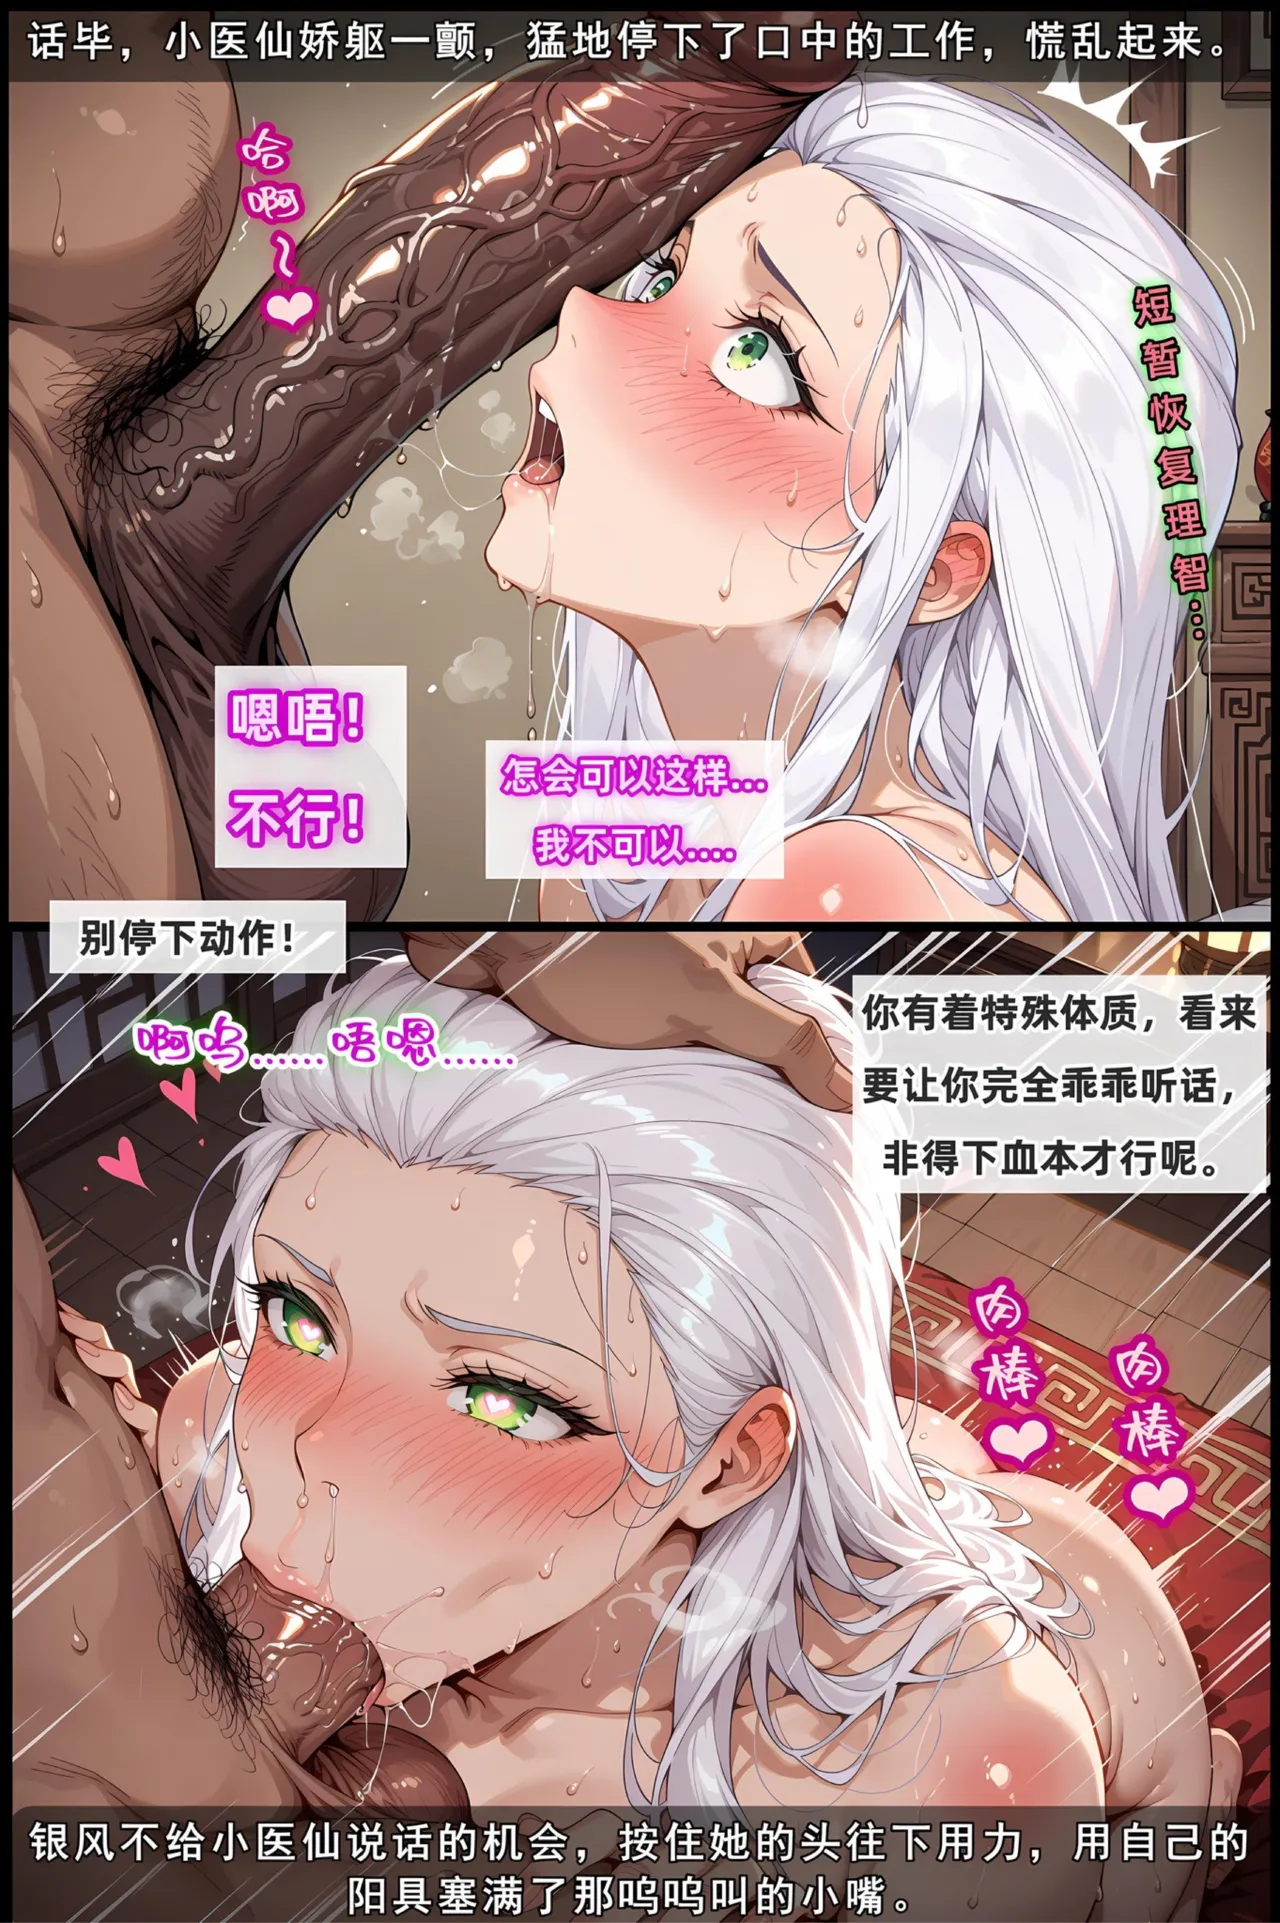 话毕，小医仙娇躯一颤，猛地停下了口中的工作，慌乱起来。
哈啊~
短暂恢复理智...
嗯唔！
不行！
怎会可以这样...
我不可以....
别停下动作！
啊呜......唔嗯......
你有着特殊体质，看来
要让你完全乖乖听话，
非得下血本才行呢。
肉棒
肉棒
银风不给小医仙说话的机会，按住她的头往下用力，用自己的
阳具塞满了那呜呜叫的小嘴。